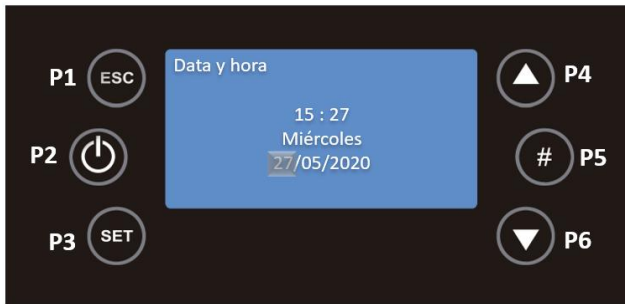 P1 ESC
P2
P3 SET
Data y hora
15 : 27
Miércoles
27/05/2020
P4
# P5
P6